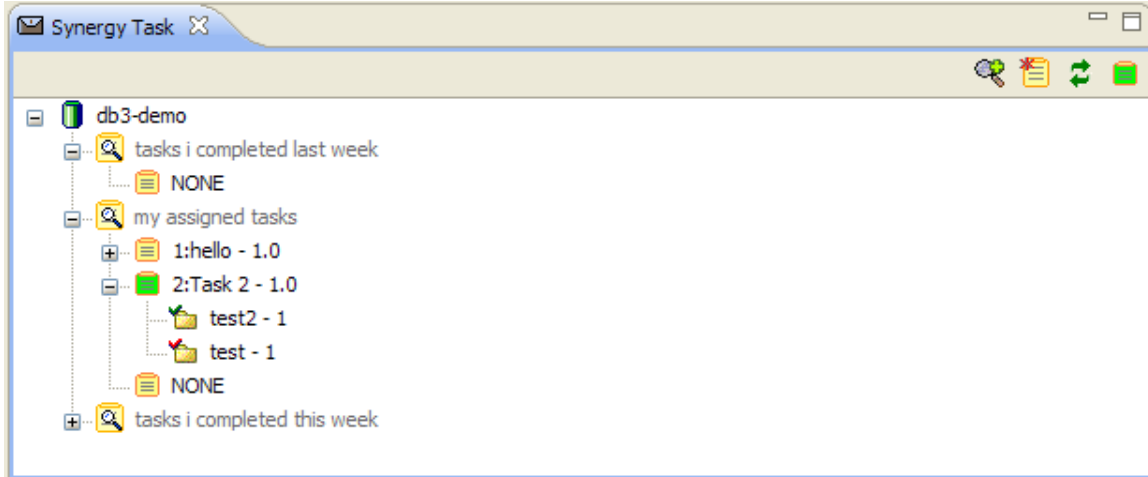 Synergy Task
db3-demo
tasks i completed last week
NONE
my assigned tasks
1:hello - 1.0
2:Task 2 - 1.0
test2 - 1
test - 1
NONE
tasks i completed this week